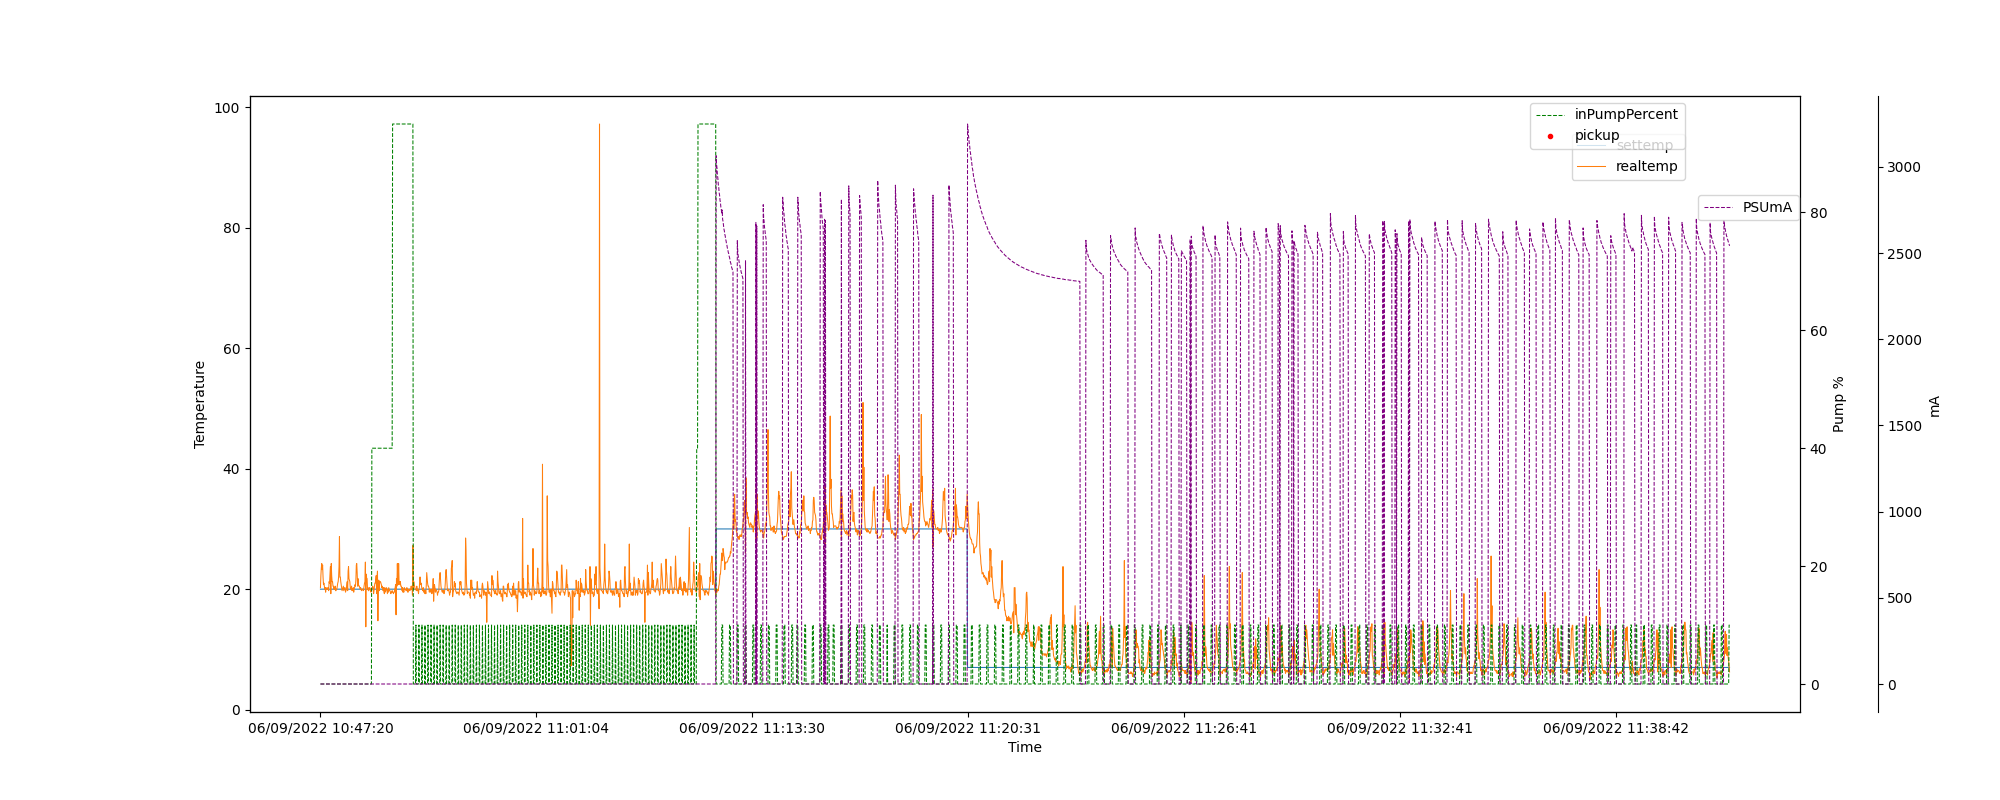 inPumpPercent
pickup
settemp
realtemp
PSUmA
100
80
60
40
20
0
Temperature
80
60
40
20
0
Pump %
3000
2500
2000
1500
1000
500
0
mA
06/09/2022 10:47:20
06/09/2022 11:01:04
06/09/2022 11:13:30
06/09/2022 11:20:31
06/09/2022 11:26:41
06/09/2022 11:32:41
06/09/2022 11:38:42
Time